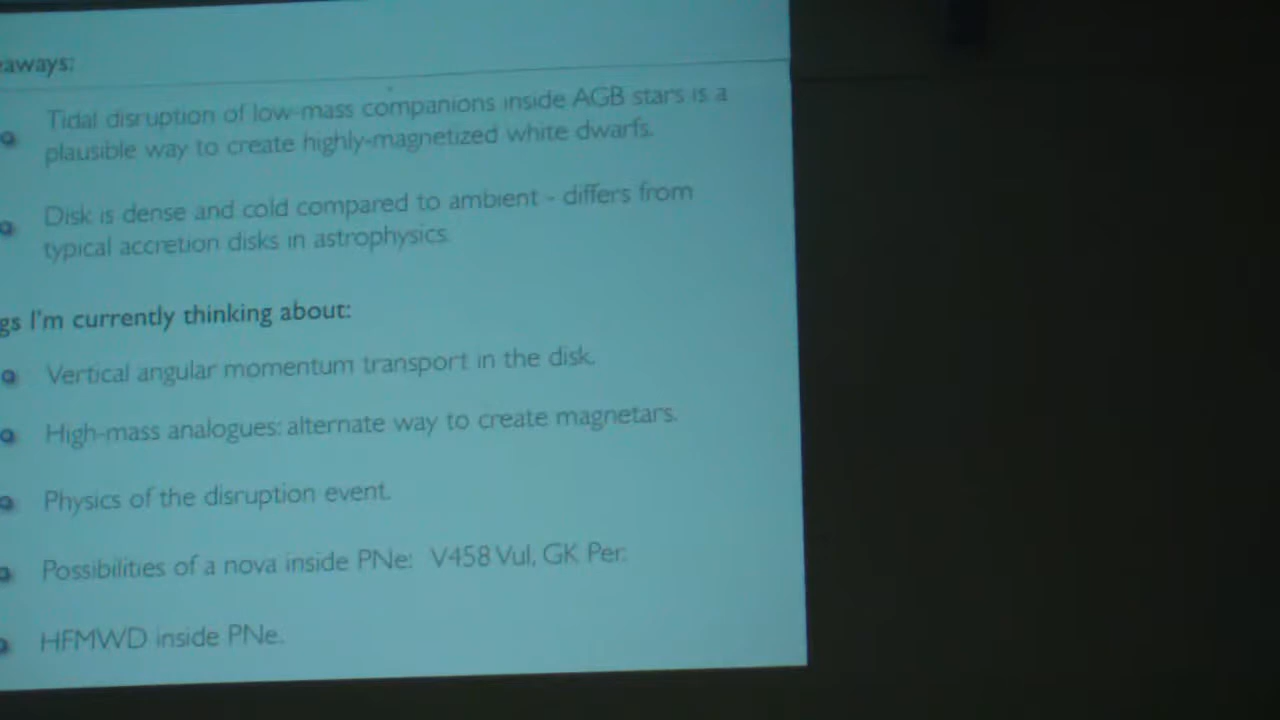 eaways:
Tidal disruption of low-mass companions inside AGB stars is a
plausible way to create highly-magnetized white dwarfs.
Disk is dense and cold compared to ambient - differs from
typical accretion disks in astrophysics.
gs I'm currently thinking about:
Vertical angular momentum transport in the disk.
High-mass analogues: alternate way to create magnetars.
Physics of the disruption event.
Possibilities of a nova inside PNe: V458 Vul, GK Per.
HFMWD inside PNe.